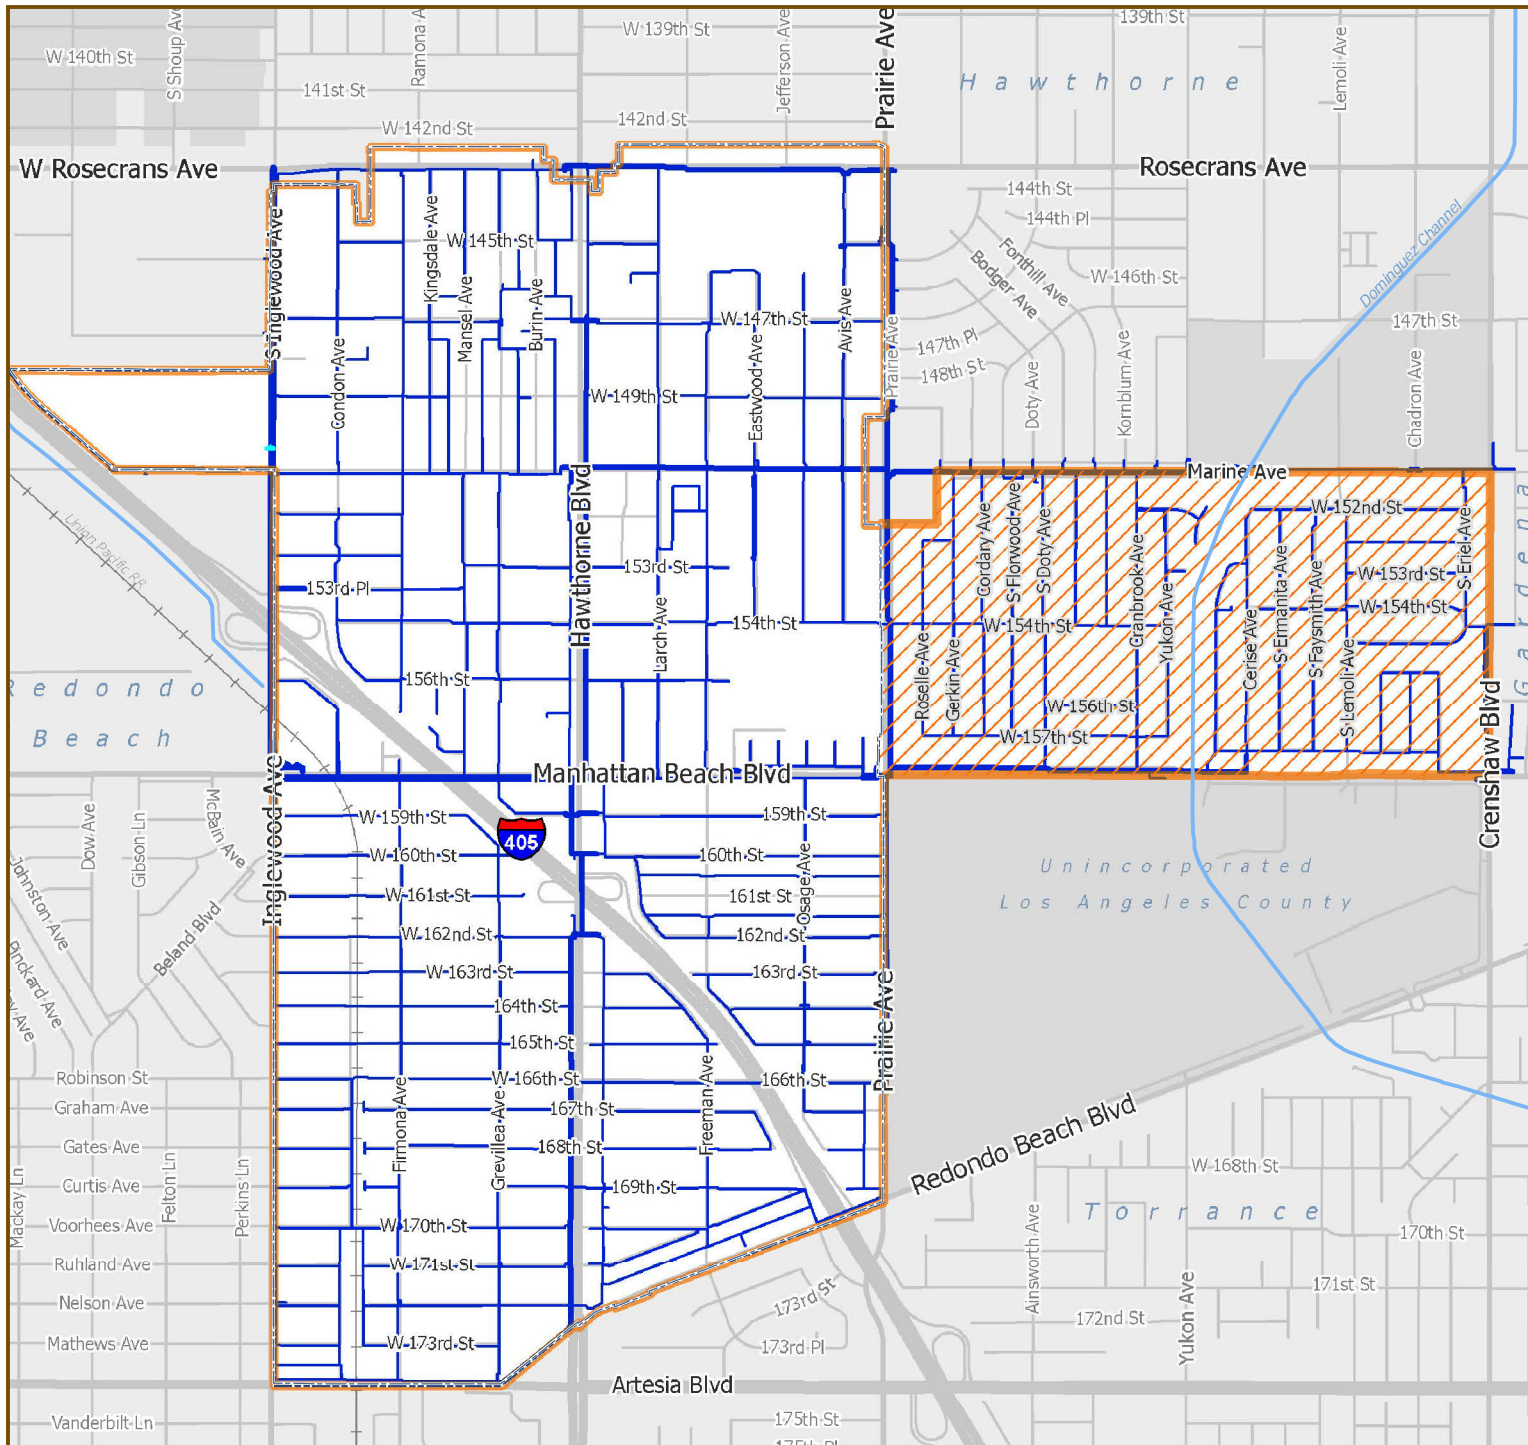 W 140th St
S Shoup Ave
Ramona A
141st St
W 142nd St
W 139th St
142nd St
Jefferson Ave
Prairie Ave
139th St
Lemoli Ave
Hawthorne
W Rosecrans Ave
Rosecrans Ave
144th St
144th Pl
Fonthill Ave
Bodger Ave
W 146th St
Dominguez Channel
147th St
147th Pl
148th St
Doty Ave
Kornblum Ave
Chadron Ave
Prairie Ave
S Inglewood Ave
Kingsdale Ave
W 145th St
Mansel Ave
Burin Ave
Condon Ave
W 147th St
Avis Ave
Eastwood Ave
W 149th St
Hawthorne Blvd
Marine Ave
W 152nd St
Cordary Ave
S Florwood Ave
S Doty Ave
S Eriel Ave
Gardena
Union Pacific RR
153rd Pl
153rd St
W 153rd St
W 154th St
Cranbrook Ave
Yukon Ave
Cerise Ave
S Ermanita Ave
S Faysmith Ave
S Lemoli Ave
154th St
W 154th St
Larch Ave
Roselle Ave
Gerkin Ave
156th St
W 156th St
W 157th St
Redondo
Beach
Crenshaw Blvd
Manhattan Beach Blvd
Inglewood Ave
W 159th St
159th St
405
W 160th St
160th St
W 161st St
161st St
Osage Ave
W 162nd St
162nd St
W 163rd St
163rd St
164th St
165th St
W 166th St
166th St
Prairie Ave
Unincorporated
Los Angeles County
Dow Ave
Gibson Ln
McBain Ave
Johnston Ave
Pinckard Ave
Beland Blvd
Robinson St
Graham Ave
Gates Ave
Curtis Ave
Voorhees Ave
Ruhland Ave
Nelson Ave
Mathews Ave
Vanderbilt Ln
Mackay Ln
Felton Ln
Perkins Ln
Firmona Ave
Grevillea Ave
Freeman Ave
167th St
168th St
169th St
W 170th St
W 171st St
W 173rd St
Redondo Beach Blvd
W 168th St
Torrance
170th St
Ainsworth Ave
171st St
172nd St
Yukon Ave
173rd St
173rd Pl
Artesia Blvd
175th St